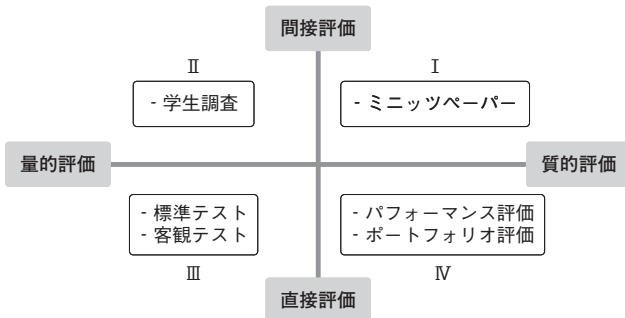 間接評価
Ⅱ
Ⅰ
- 学生調査
- ミニッツペーパー
量的評価
質的評価
- 標準テスト
- 客観テスト
- パフォーマンス評価
- ポートフォリオ評価
Ⅲ
Ⅳ
直接評価